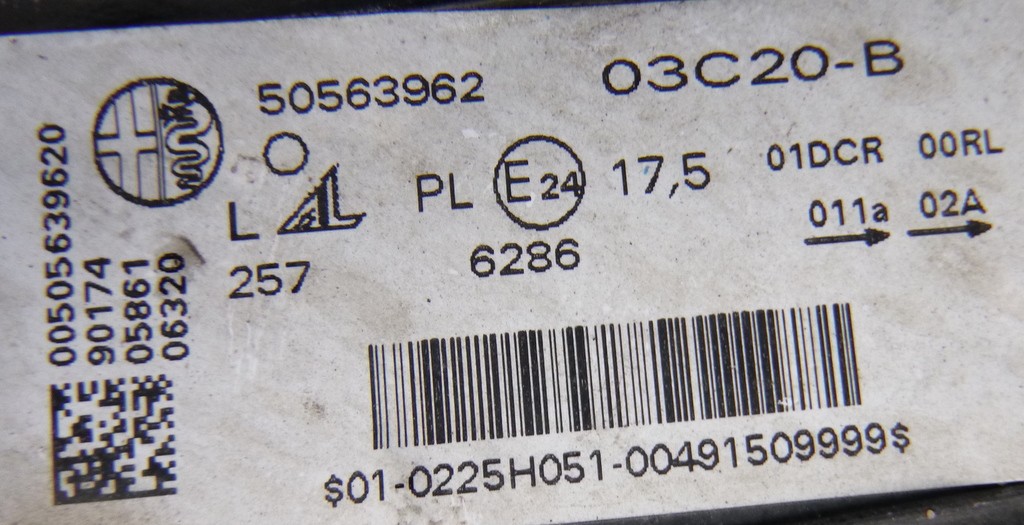 50563962
03C20-B
PL E24 17,5
01DCR 00RL
011a 02A
6286
L AL
257
00505639620
90174
05861
06320
$01-0225H051-00491509999$